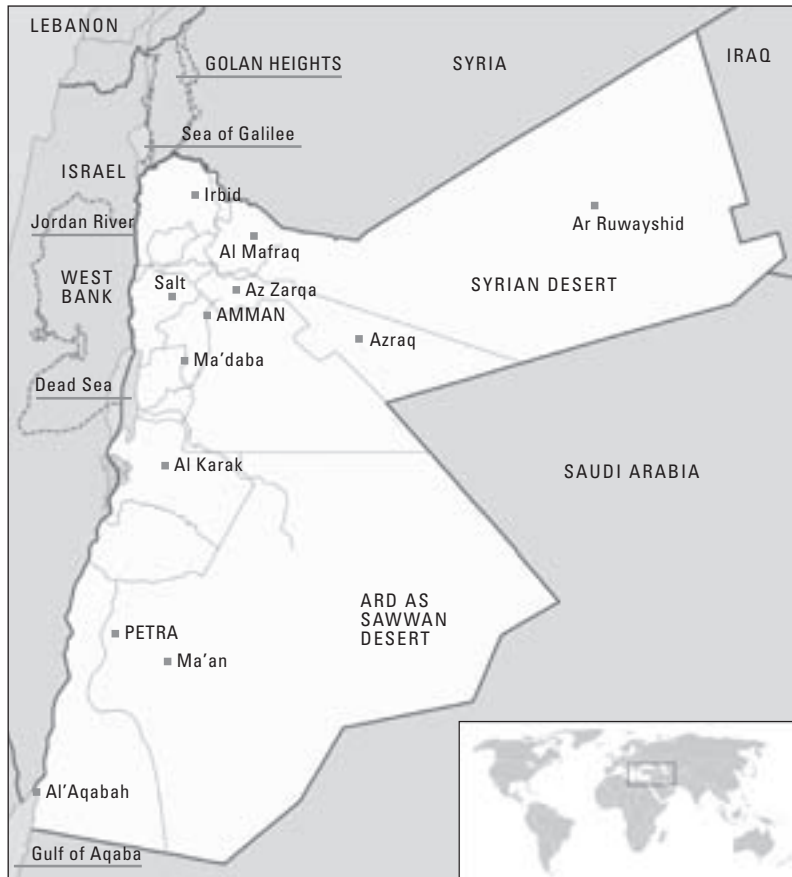 LEBANON
GOLAN HEIGHTS
SYRIA
IRAQ
Sea of Galilee
ISRAEL
Irbid
Jordan River
Ar Ruwayshid
Al Mafraq
WEST
BANK
Salt
Az Zarqa
SYRIAN DESERT
AMMAN
Azraq
Ma'daba
Dead Sea
Al Karak
SAUDI ARABIA
ARD AS
SAWWAN
DESERT
PETRA
Ma'an
Al'Aqabah
Gulf of Aqaba